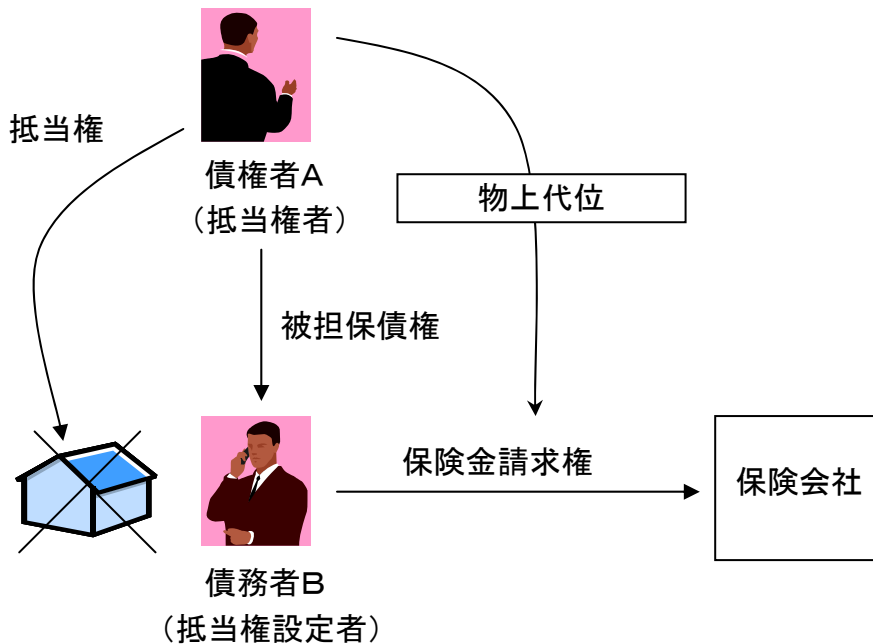 抵当権
債権者A
（抵当権者）
物上代位
被担保債権
保険金請求権
保険会社
債務者B
（抵当権設定者）